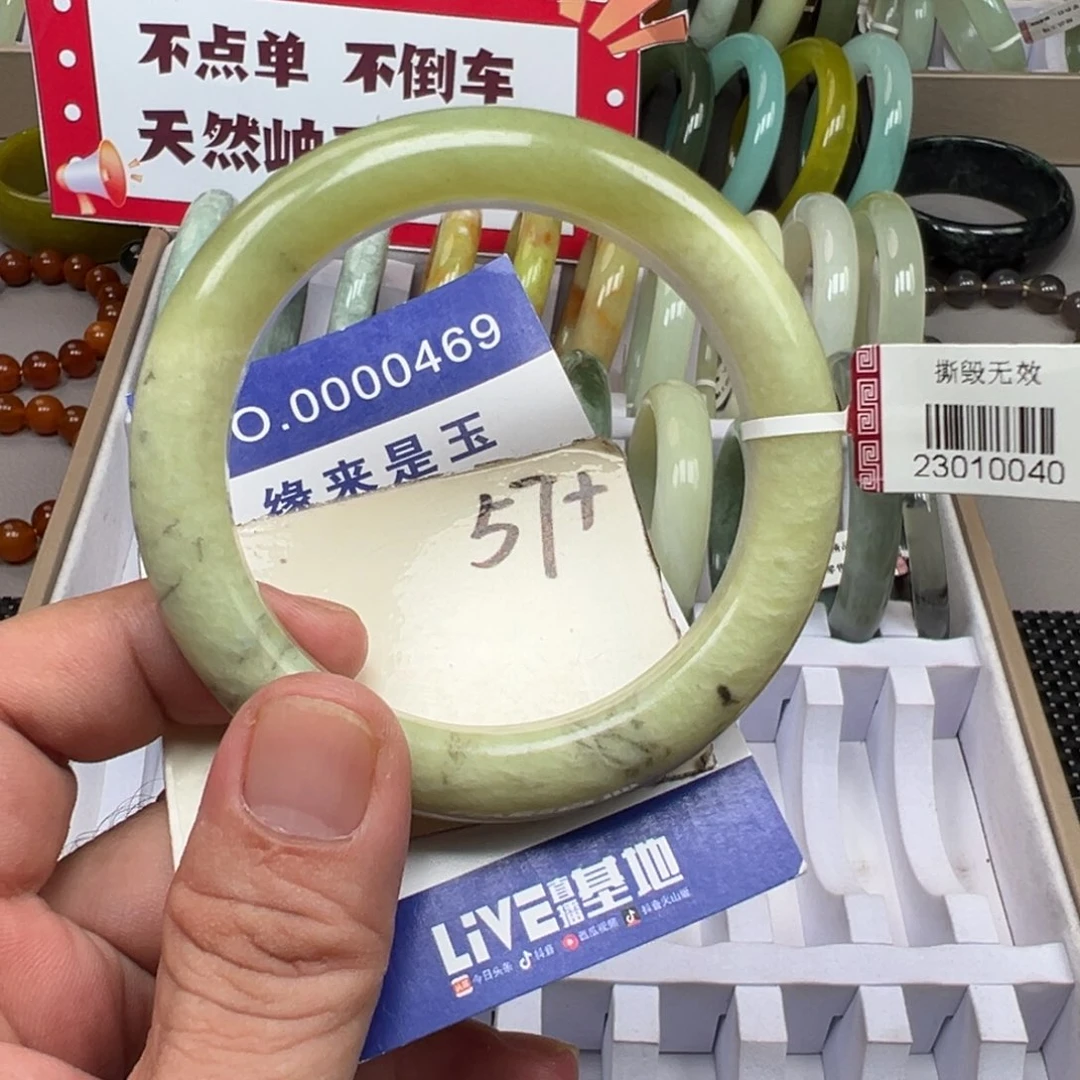 不点单 不倒车
天然岫
O.0000469
缘来是玉
57+
撕毁无效
23010040
LiVE直播基地
头条 今日头条 抖音 西瓜视频 抖音火山版